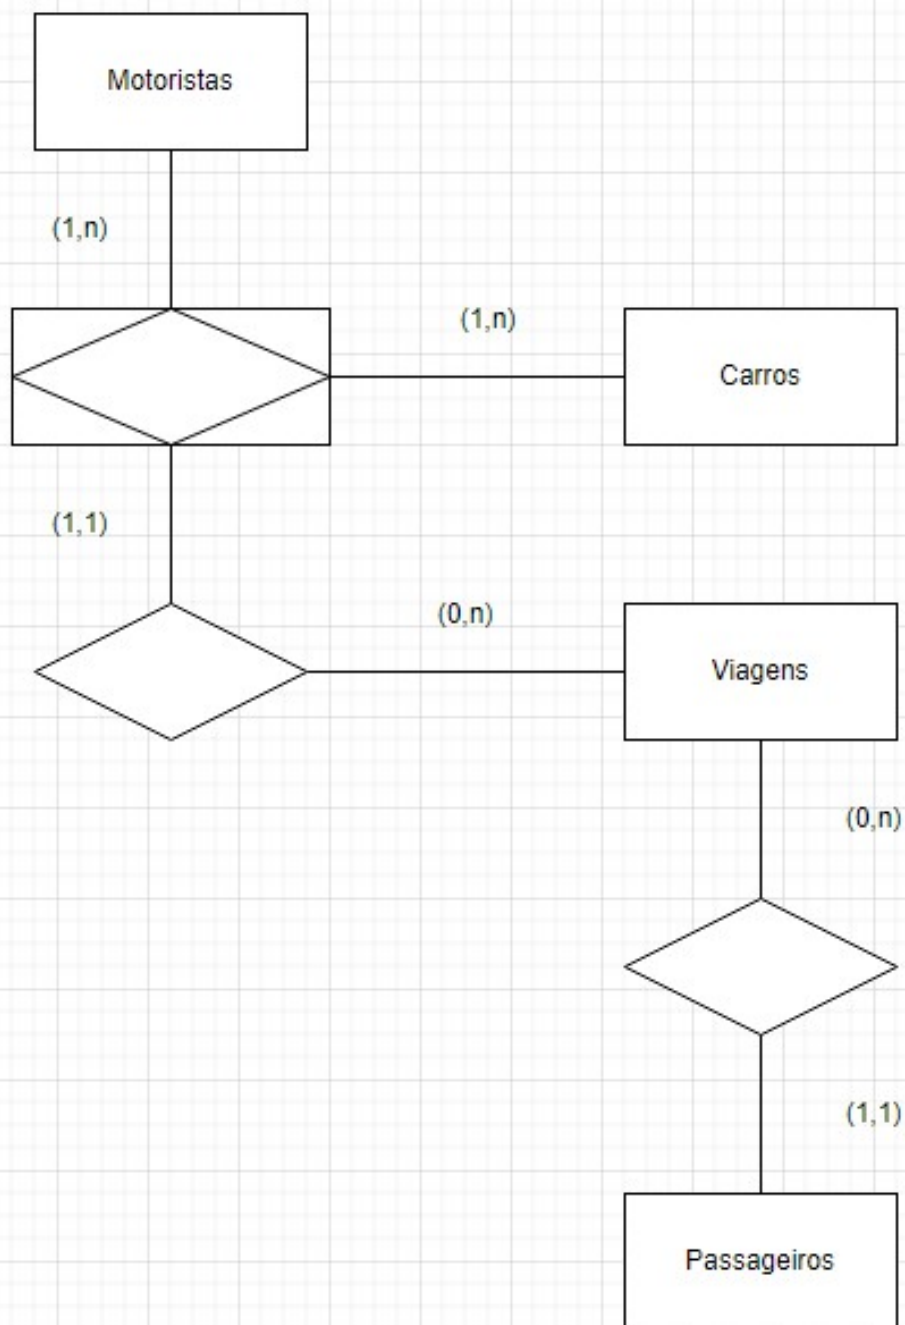 Motoristas
(1,n)
(1,n)
Carros
(1,1)
(0,n)
Viagens
(0,n)
(1,1)
Passageiros